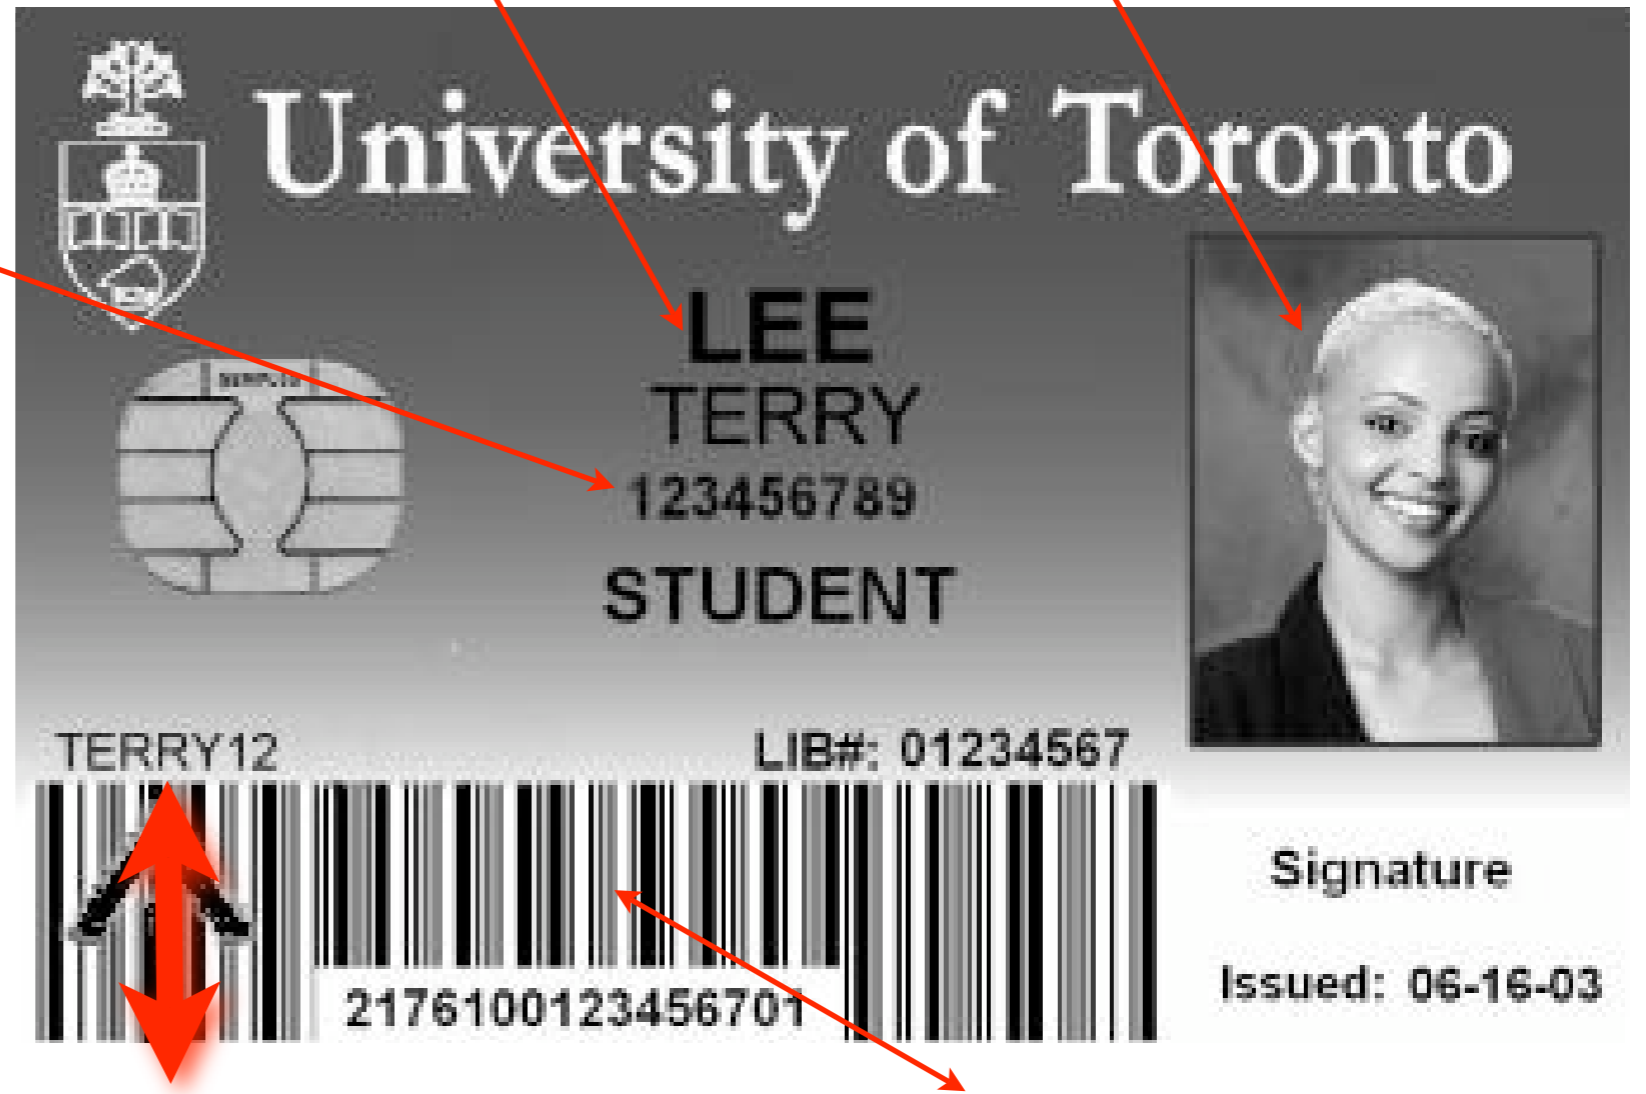 University of Toronto
LEE
TERRY
123456789
STUDENT
TERRY12
LIB#: 01234567
2176100123456701
Signature
Issued: 06-16-03